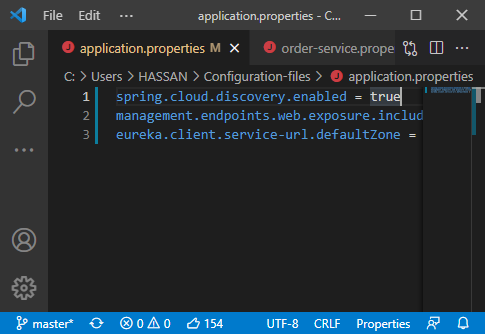 File Edit ··· application.properties - C...
application.properties M
order-service.prope
C: > Users > HASSAN > Configuration-files > application.properties
1 spring.cloud.discovery.enabled = true
2 management.endpoints.web.exposure.includ
3 eureka.client.service-url.defaultZone =
master* 0 0 154 UTF-8 CRLF Properties